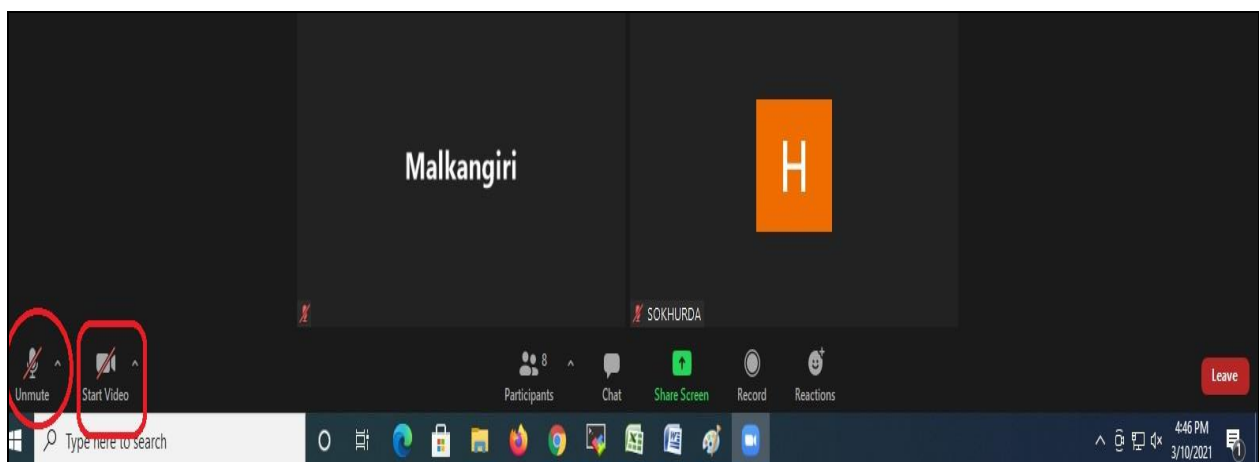 Malkangiri
H
SOKHURDA
Unmute
Start Video
8
Participants
Chat
Share Screen
Record
Reactions
Leave
Type here to search
4:46 PM
3/10/2021
1